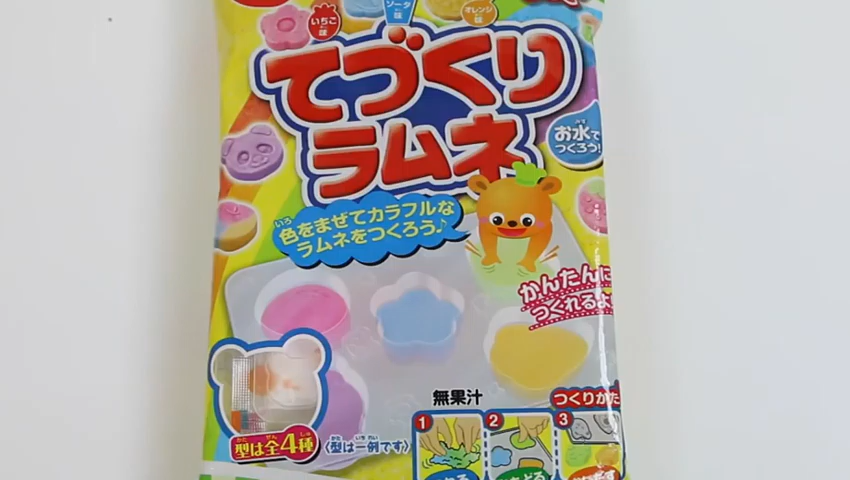 いちご味
ソーダ味
オレンジ味
てづくり
ラムネ
お水で
つくろう!
色をまぜてカラフルな
ラムネをつくろう♪
かんたんに
つくれるよ
無果汁
つくりかた
1 2 3
型は全4種
〈型は一例です〉